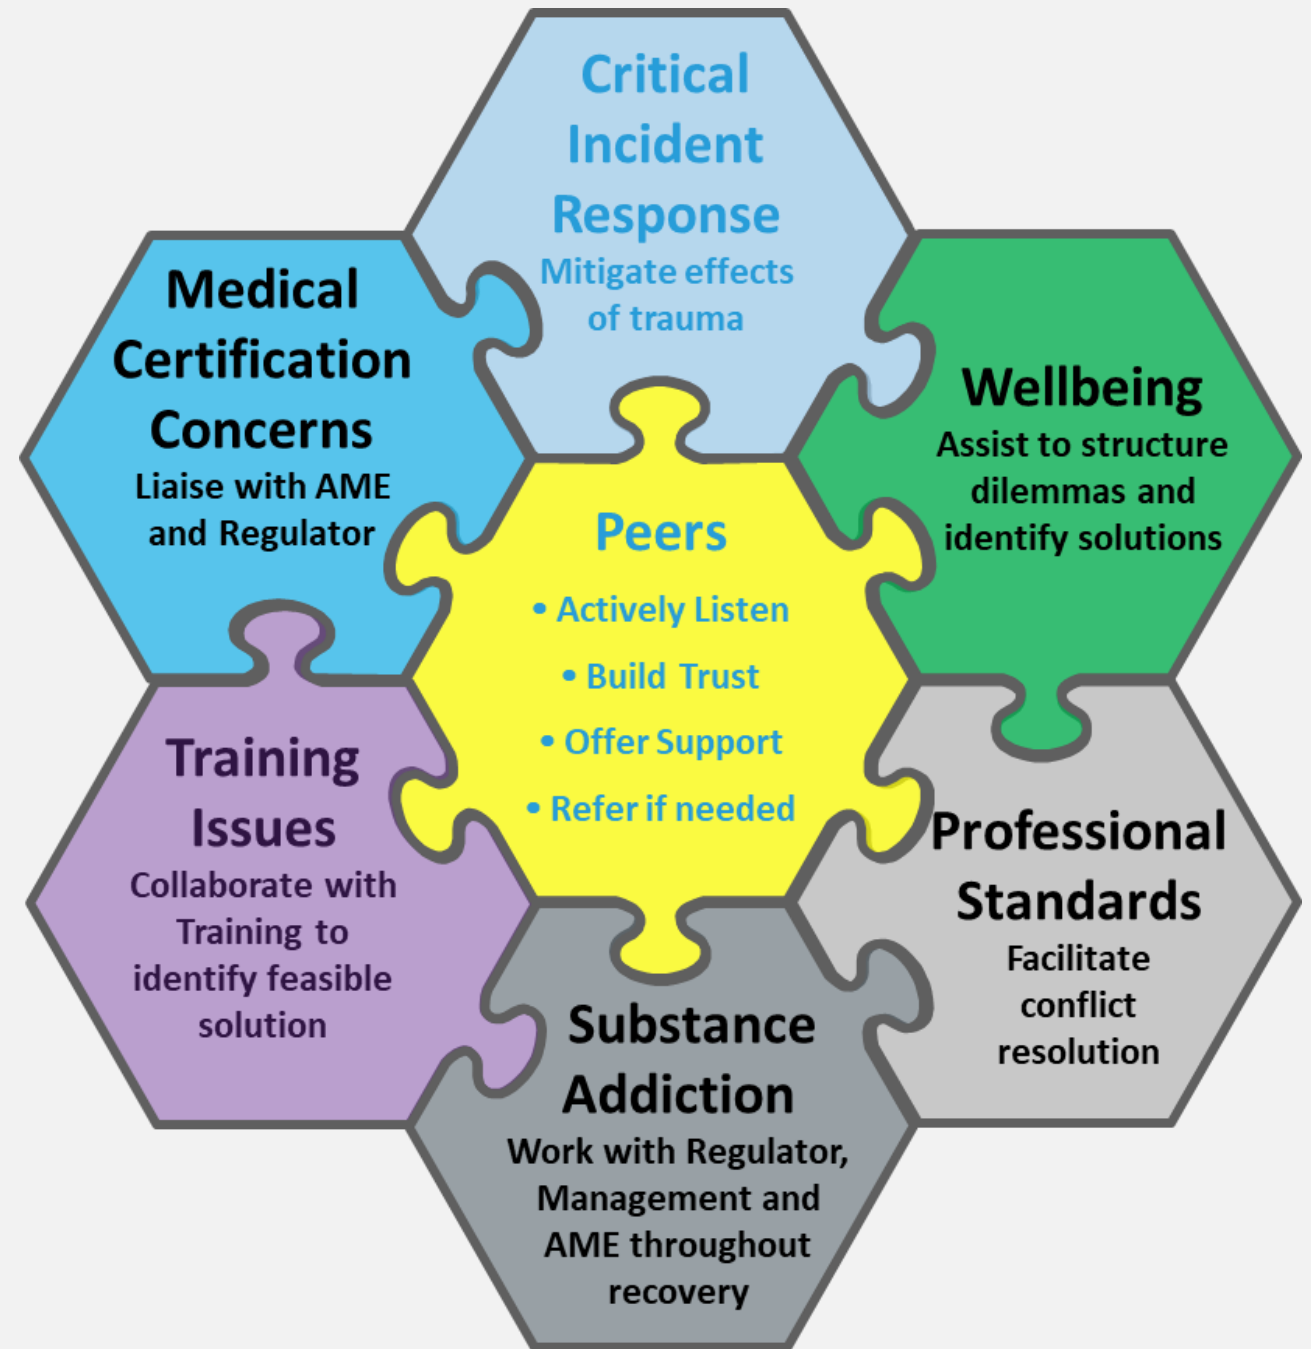 Critical
Incident
Response
Mitigate effects
of trauma
Medical
Certification
Concerns
Liaise with AME
and Regulator
Wellbeing
Assist to structure
dilemmas and
identify solutions
Peers
• Actively Listen
• Build Trust
• Offer Support
• Refer if needed
Training
Issues
Collaborate with
Training to
identify feasible
solution
Professional
Standards
Facilitate
conflict
resolution
Substance
Addiction
Work with Regulator,
Management and
AME throughout
recovery